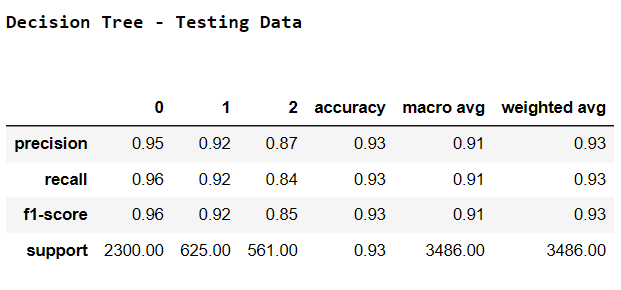 Decision Tree - Testing Data
0 1 2 accuracy macro avg weighted avg
precision 0.95 0.92 0.87 0.93 0.91 0.93
recall 0.96 0.92 0.84 0.93 0.91 0.93
f1-score 0.96 0.92 0.85 0.93 0.91 0.93
support 2300.00 625.00 561.00 0.93 3486.00 3486.00